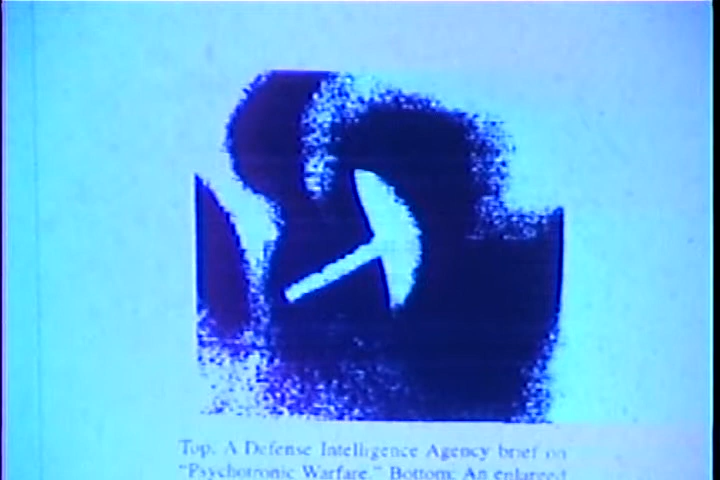 Top. A Defense Intelligence Agency brief on
"Psychotronic Warfare." Bottom: An enlarged